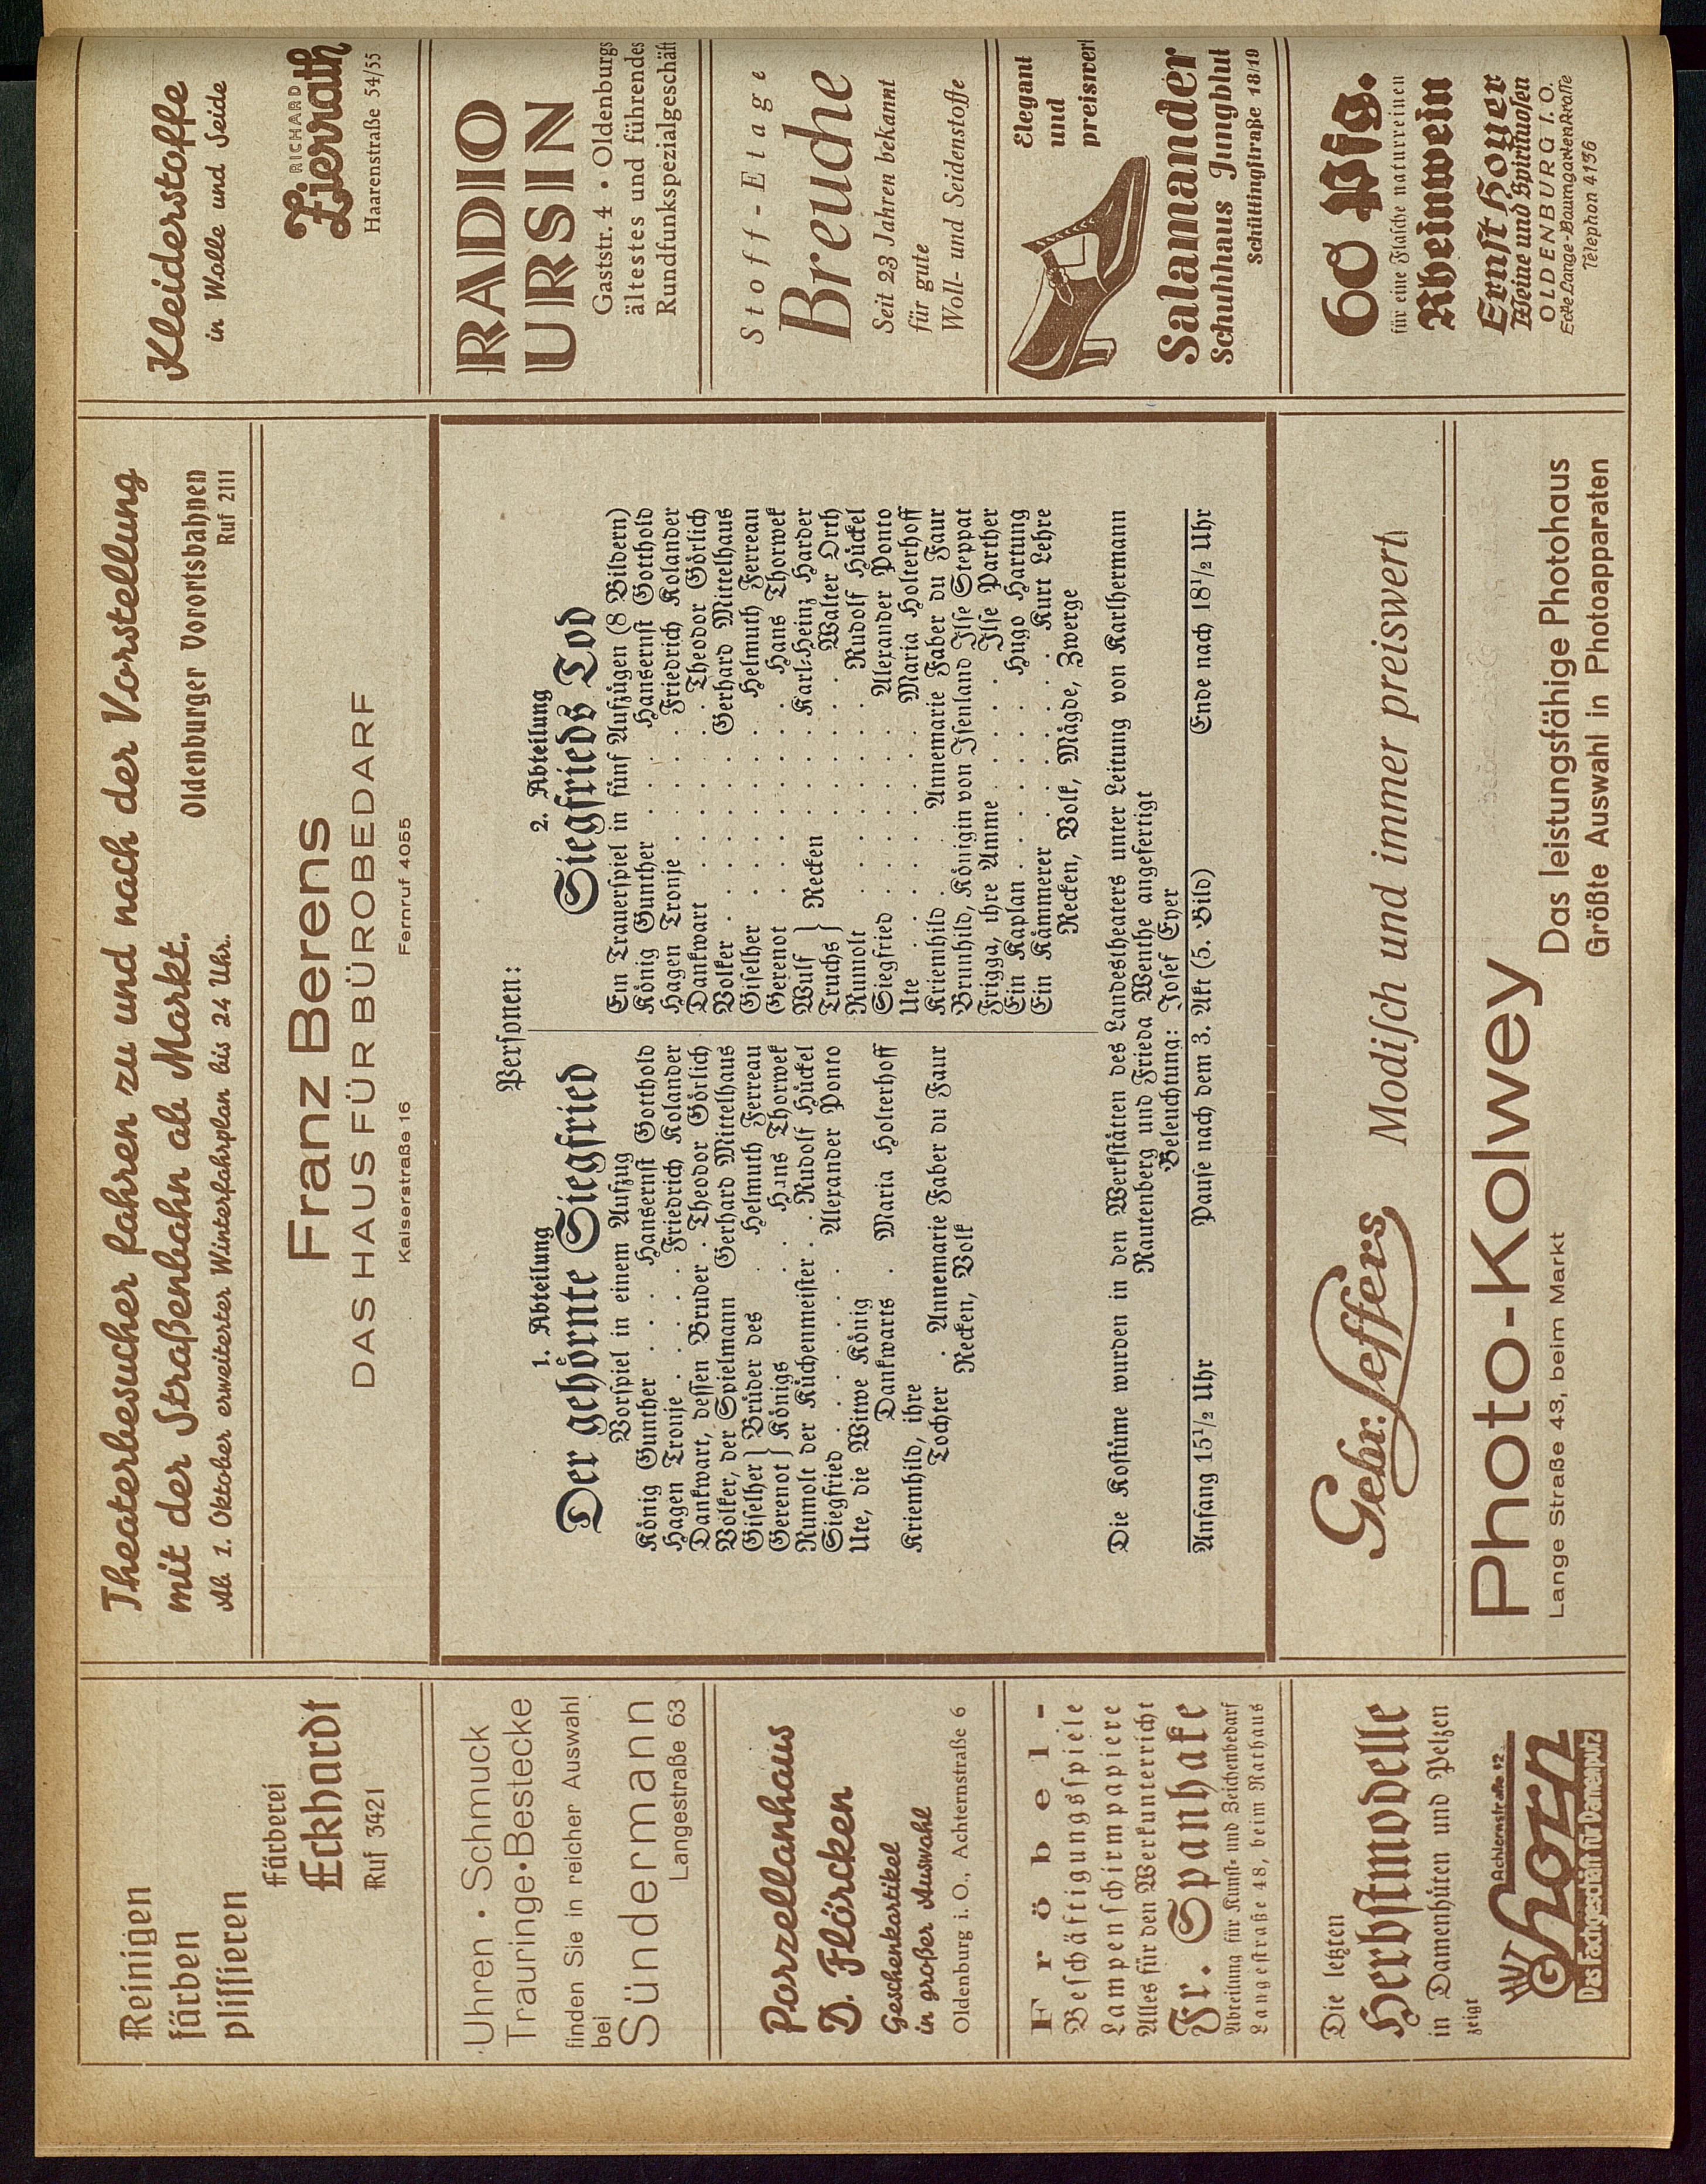 Reinigen
färben
plissieren
Färberei
Eckhardt
Ruf 3421
Uhren • Schmuck
Trauringe • Bestecke
finden Sie in reicher Auswahl
bei
Sündermann
Langestraße 63
Porzellanhaus
D. Flörcken
Geschenkartikel
in großer Auswahl
Oldenburg i. O., Achternstraße 6
Fröbel-
Beschäftigungsspiele
Lampenschirmpapiere
Alles für den Werkunterricht
Fr. Spanhake
Abteilung für Kunst- und Zeichenbedarf
Langestraße 48, beim Rathaus
Die letzten
Herbstmodelle
in Damenhüten und Pelzen
zeigt
Achternstraße 12
G Horn
Das Fachgeschäft für Damenputz
Theaterbesucher fahren zu und nach der Vorstellung
mit der Straßenbahn ab Markt.
Oldenburger Vorortsbahnen
Ab 1. Oktober erweiterter Winterfahrplan bis 24 Uhr.
Ruf 2111
Franz Berens
DAS HAUS FÜR BÜROBEDARF
Kaiserstraße 16 Fernruf 4055
Personen:
1. Abteilung
Der gehörnte Siegfried
Vorspiel in einem Aufzug
König Gunther . . . Hansernst Gotthold
Hagen Tronje . . . . Friedrich Kolander
Dankwart, dessen Bruder . Theodor Görlich
Volker, der Spielmann Gerhard Mittelhaus
Giselher } Brüder des . Helmuth Ferreau
Gerenot } Königs . . Hans Thorwek
Rumolt der Küchenmeister . Rudolf Hückel
Siegfried . . . . . . Alexander Ponto
Ute, die Witwe König
Dankwarts . Maria Holterhoff
Kriemhild, ihre
Tochter . Annemarie Faber du Faur
Recken, Volk
2. Abteilung
Siegfrieds Tod
Ein Trauerspiel in fünf Aufzügen (8 Bildern)
König Gunther . . . . Hansernst Gotthold
Hagen Tronje . . . . . Friedrich Kolander
Dankwart . . . . . . Theodor Görlich
Volker . . . . . . Gerhard Mittelhaus
Giselher . . . . . . Helmuth Ferreau
Gerenot . . . . . . . Hans Thorwek
Wulf } Recken . . . Karl-Heinz Harder
Truchs } . . . . Walter Orth
Rumolt . . . . . . . Rudolf Hückel
Siegfried . . . . . . Alexander Ponto
Ute . . . . . . . Maria Holterhoff
Kriemhild . . . . Annemarie Faber du Faur
Brunhild, Königin von Isenland Ilse Steppat
Frigga, ihre Amme . . . . . Ilse Parther
Ein Kaplan . . . . . . Hugo Hartung
Ein Kämmerer . . . . . . Kurt Lehre
Recken, Volk, Mägde, Zwerge
Die Kostüme wurden in den Werkstätten des Landestheaters unter Leitung von Karlhermann
Rautenberg und Frieda Wenthe angefertigt
Beleuchtung: Josef Eyer
Anfang 15½ Uhr Pause nach dem 3. Akt (5. Bild) Ende nach 18½ Uhr
Gebr. Leffers
Modisch und immer preiswert
Photo-Kolwey
Lange Straße 43, beim Markt
Das leistungsfähige Photohaus
Größte Auswahl in Photoapparaten
Kleiderstoffe
in Wolle und Seide
RICHARD
Zierrath
Haarenstraße 54/55
RADIO
URSIN
Gaststr. 4 • Oldenburgs
ältestes und führendes
Rundfunkspezialgeschäft
Stoff-Etage
Breuche
Seit 23 Jahren bekannt
für gute
Woll- und Seidenstoffe
Elegant
und
preiswert
Salamander
Schuhhaus Jungblut
Schüttingstraße 18/19
60 Pfg.
für eine Flasche naturreinen
Rheinwein
Ernst Hoyer
Weine und Spirituosen
OLDENBURG I. O.
Ecke Lange-Baumgartenstraße
Telephon 4136